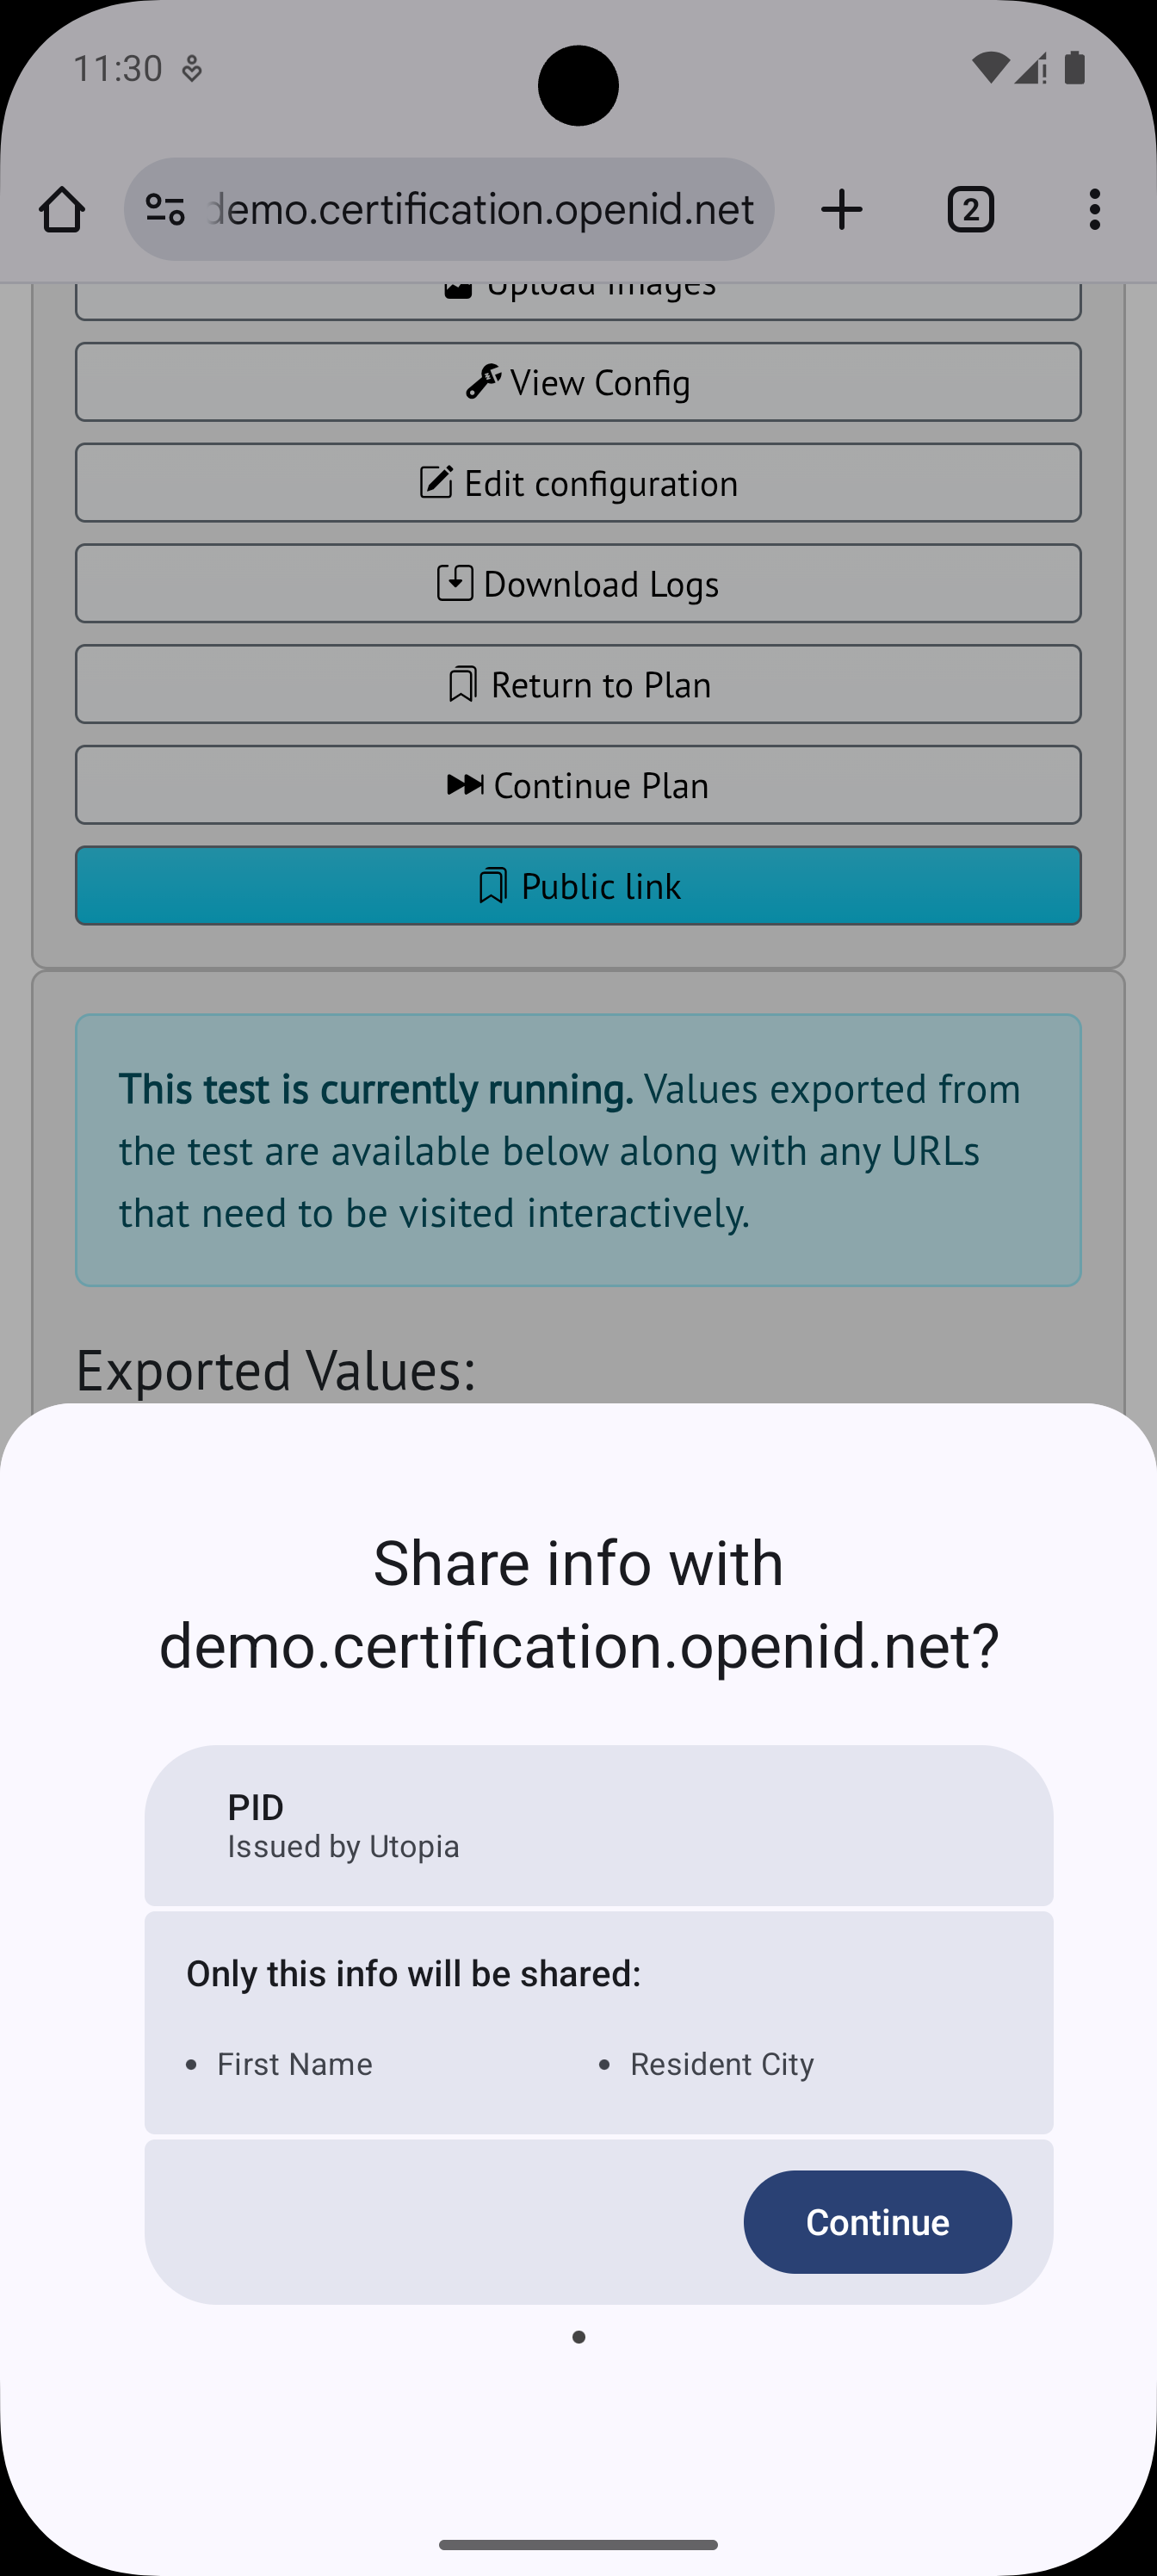 11:30
demo.certification.openid.net
2
Upload Images
View Config
Edit configuration
Download Logs
Return to Plan
Continue Plan
Public link
This test is currently running. Values exported from
the test are available below along with any URLs
that need to be visited interactively.
Exported Values:
Share info with
demo.certification.openid.net?
PID
Issued by Utopia
Only this info will be shared:
• First Name
• Resident City
Continue